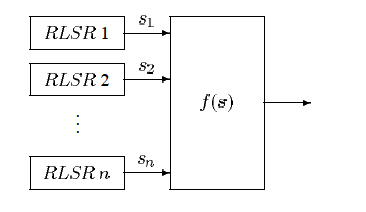 RLSR 1
s₁
RLSR 2
s₂
⋮
f(s)
RLSR n
sₙ